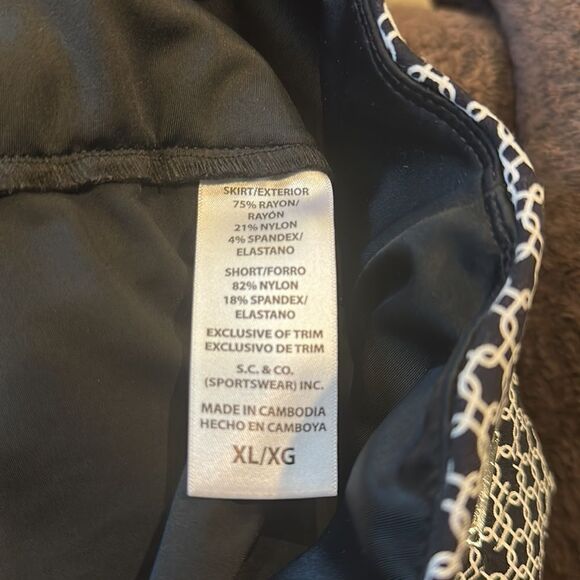 SKIRT/EXTERIOR
75% RAYON/
RAYÓN
21% NYLON
4% SPANDEX/
ELASTANO
SHORT/FORRO
82% NYLON
18% SPANDEX/
ELASTANO
EXCLUSIVE OF TRIM
EXCLUSIVO DE TRIM
S.C. & CO.
(SPORTSWEAR) INC.
MADE IN CAMBODIA
HECHO EN CAMBOYA
XL/XG